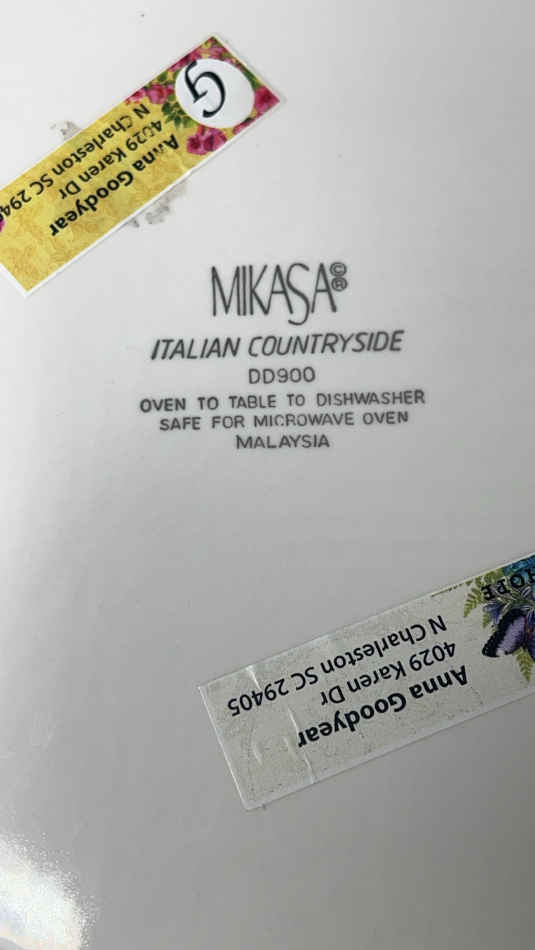 G
Anna Goodyear
4029 Karen Dr
N Charleston SC
MIKASA©®
ITALIAN COUNTRYSIDE
DD900
OVEN TO TABLE TO DISHWASHER
SAFE FOR MICROWAVE OVEN
MALAYSIA
HOPE
Anna Goodyear
4029 Karen Dr
N Charleston SC 29405